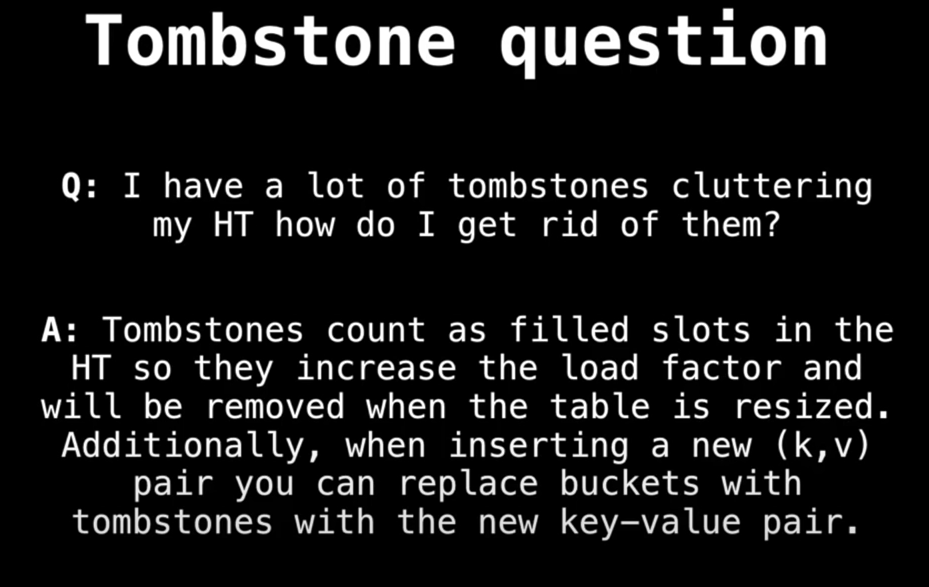 Tombstone question
Q: I have a lot of tombstones cluttering
my HT how do I get rid of them?
A: Tombstones count as filled slots in the
HT so they increase the load factor and
will be removed when the table is resized.
Additionally, when inserting a new (k,v)
pair you can replace buckets with
tombstones with the new key-value pair.